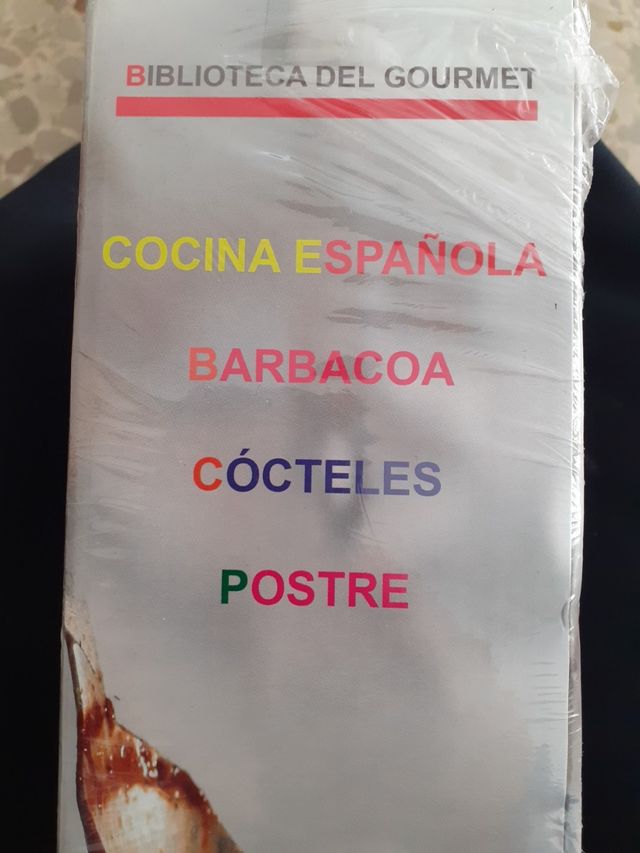 BIBLIOTECA DEL GOURMET
COCINA ESPAÑOLA
BARBACOA
CÓCTELES
POSTRE